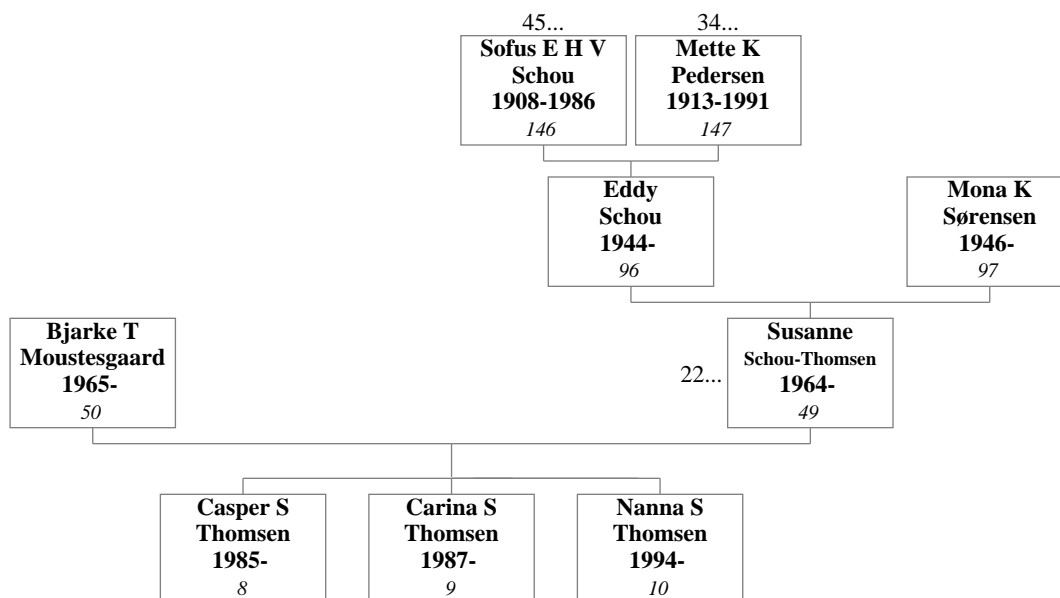 45...
34...
Sofus E H V
Schou
1908-1986
146
Mette K
Pedersen
1913-1991
147
Eddy
Schou
1944-
96
Mona K
Sørensen
1946-
97
Bjarke T
Moustesgaard
1965-
50
22...
Susanne
Schou-Thomsen
1964-
49
Casper S
Thomsen
1985-
8
Carina S
Thomsen
1987-
9
Nanna S
Thomsen
1994-
10